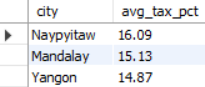 city avg_tax_pct
Naypyitaw 16.09
Mandalay 15.13
Yangon 14.87